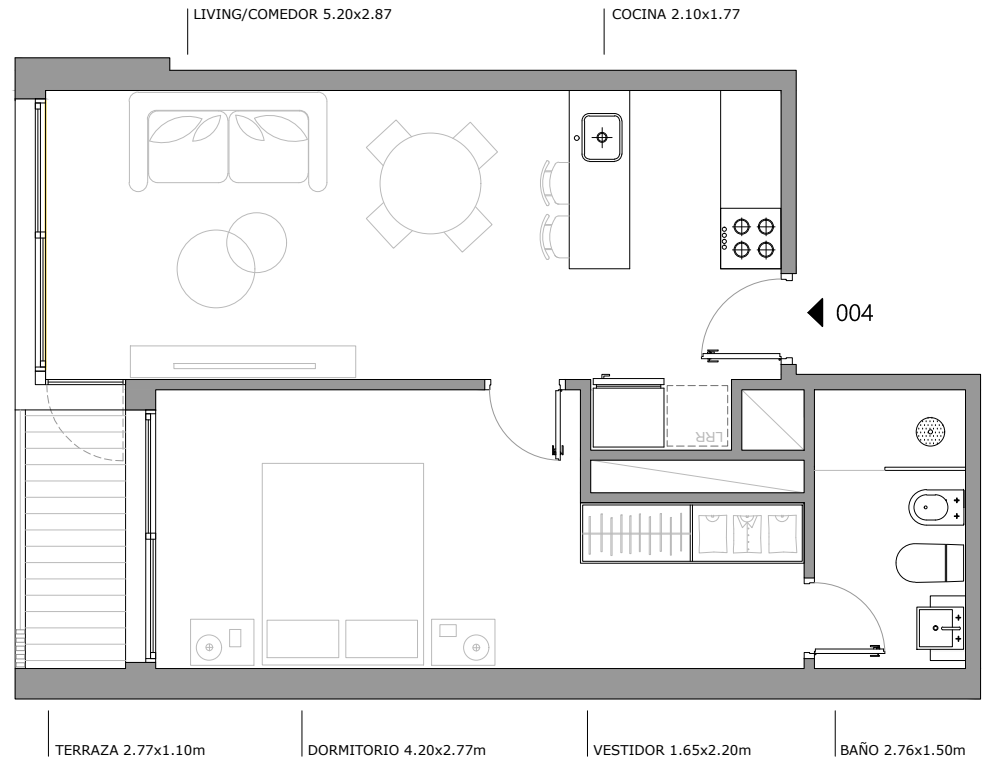 LIVING/COMEDOR 5.20x2.87
COCINA 2.10x1.77
004
LRR
TERRAZA 2.77x1.10m
DORMITORIO 4.20x2.77m
VESTIDOR 1.65x2.20m
BAÑO 2.76x1.50m